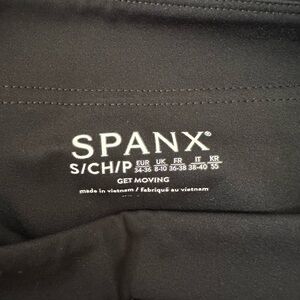 SPANX®
S/CH/P EUR 34-36 UK 8-10 FR 36-38 IT 38-40 KR 55
GET MOVING
made in vietnam / fabriqué au vietnam